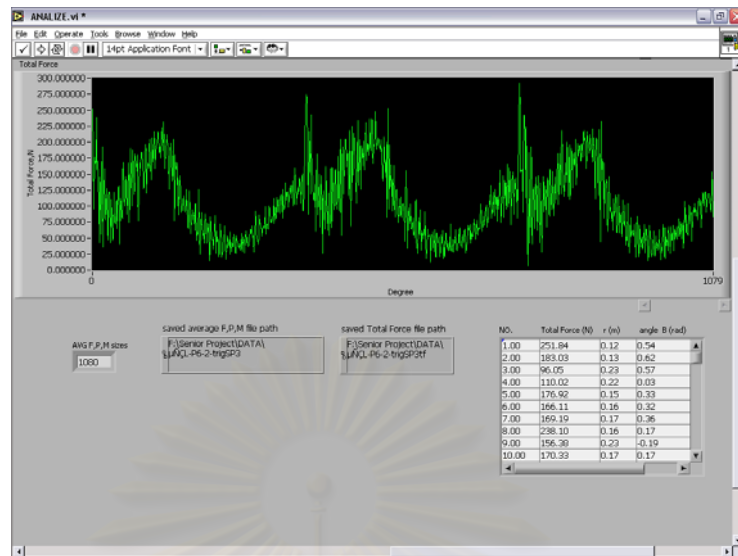 ANALIZE.vi *
File Edit Operate Tools Browse Window Help
14pt Application Font
Total Force
300.000000
275.000000
250.000000
225.000000
200.000000
175.000000
150.000000
125.000000
100.000000
75.000000
50.000000
25.000000
0.000000
Total Force,N
0
1079
Degree
AVG F,P,M sizes
1080
saved average F,P,M file path
F:\Senior Project\DATA\
-P6-2-trigSP3
saved Total Force file path
F:\Senior Project\DATA\
-P6-2-trigSP3tf
NO. Total Force (N) r (m) angle B (rad)
1.00 251.84 0.12 0.54
2.00 183.03 0.13 0.62
3.00 96.05 0.23 0.57
4.00 110.02 0.22 0.03
5.00 176.92 0.15 0.33
6.00 166.11 0.16 0.32
7.00 169.19 0.17 0.36
8.00 238.10 0.16 0.17
9.00 156.38 0.23 -0.19
10.00 170.33 0.17 0.17